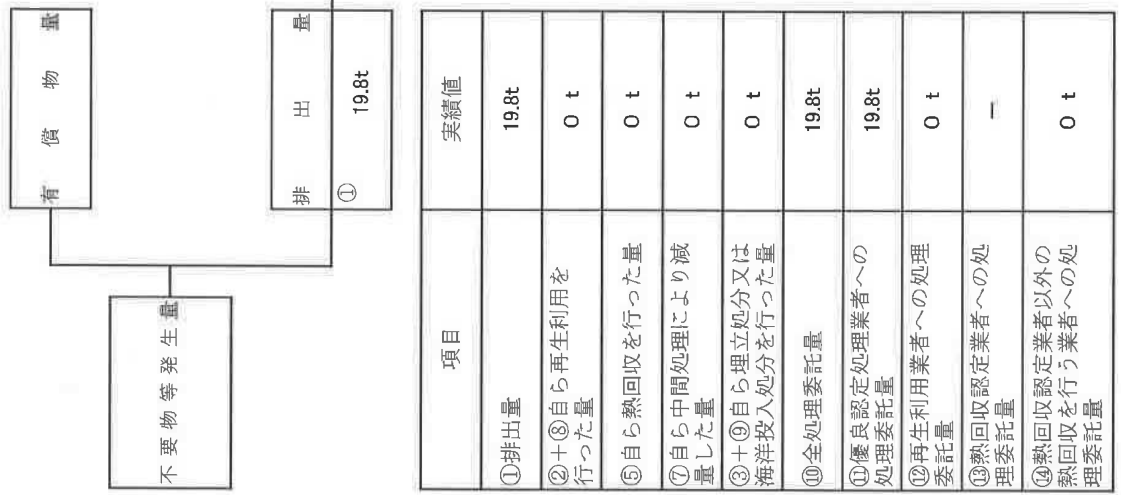 不要物等発生量
有償物量
排出量
① 19.8t
項目 実績値
①排出量 19.8t
②+⑧自ら再生利用を
行った量 0 t
⑤自ら熱回収を行った量 0 t
⑦自ら中間処理により減
量した量 0 t
③+⑨自ら埋立処分又は
海洋投入処分を行った量 0 t
⑩全処理委託量 19.8t
⑪優良認定処理業者への
処理委託量 19.8t
⑫再生利用業者への処理
委託量 0 t
⑬熱回収認定業者への処
理委託量 ー
⑭熱回収認定業者以外の
熱回収を行う業者への処
理委託量 0 t